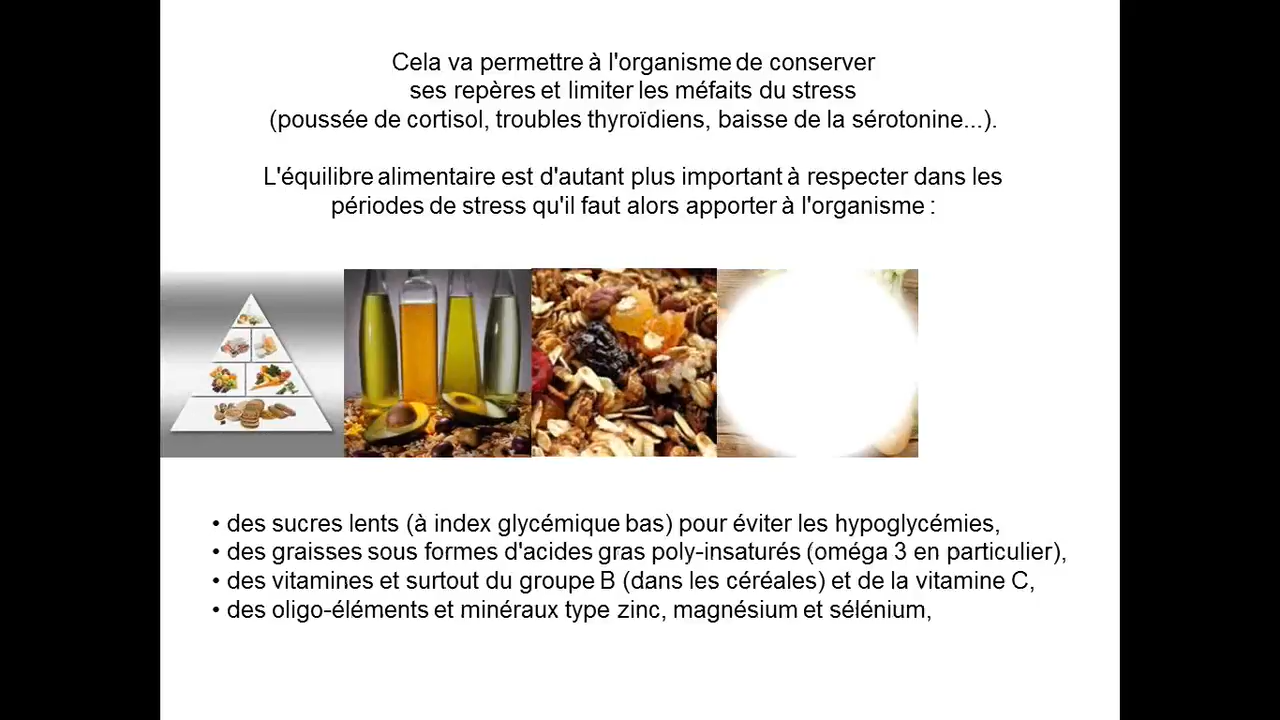 Cela va permettre à l'organisme de conserver
ses repères et limiter les méfaits du stress
(poussée de cortisol, troubles thyroïdiens, baisse de la sérotonine...).
L'équilibre alimentaire est d'autant plus important à respecter dans les
périodes de stress qu'il faut alors apporter à l'organisme :
• des sucres lents (à index glycémique bas) pour éviter les hypoglycémies,
• des graisses sous formes d'acides gras poly-insaturés (oméga 3 en particulier),
• des vitamines et surtout du groupe B (dans les céréales) et de la vitamine C,
• des oligo-éléments et minéraux type zinc, magnésium et sélénium,